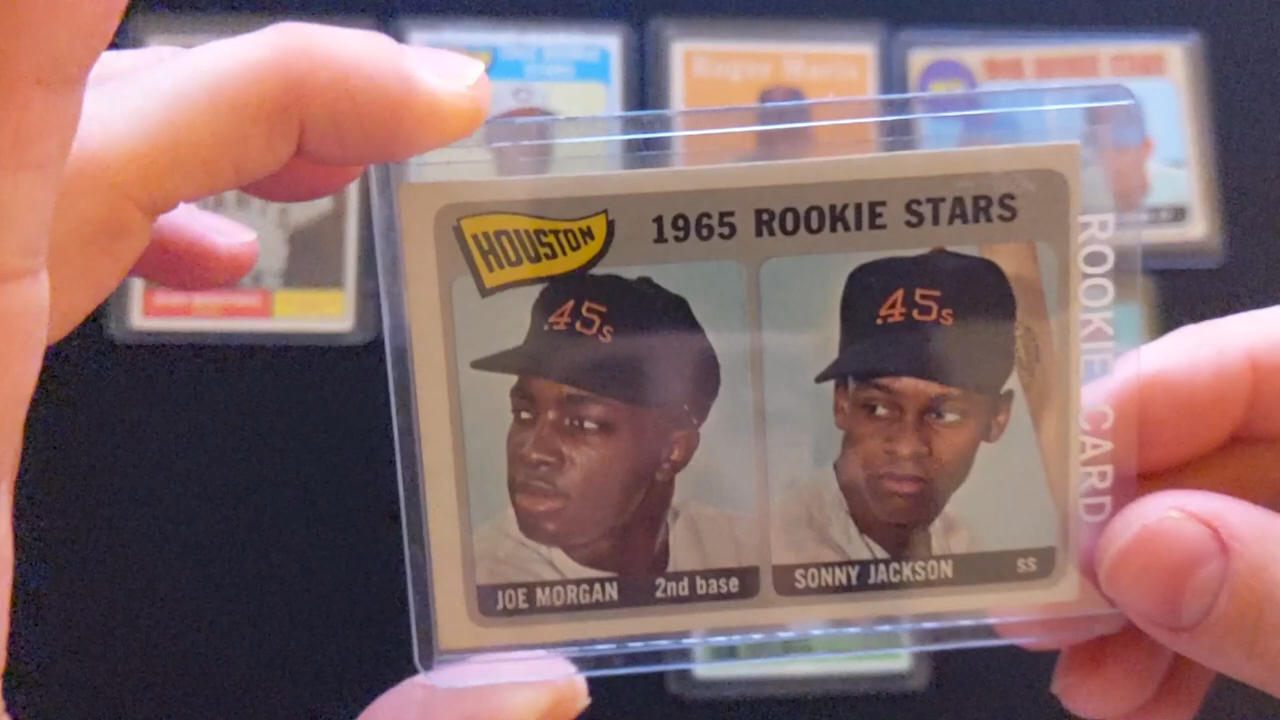 Roger Maris
HOUSTON
1965 ROOKIE STARS
.45s
.45s
JOE MORGAN 2nd base
SONNY JACKSON SS
ROOKIE CARD